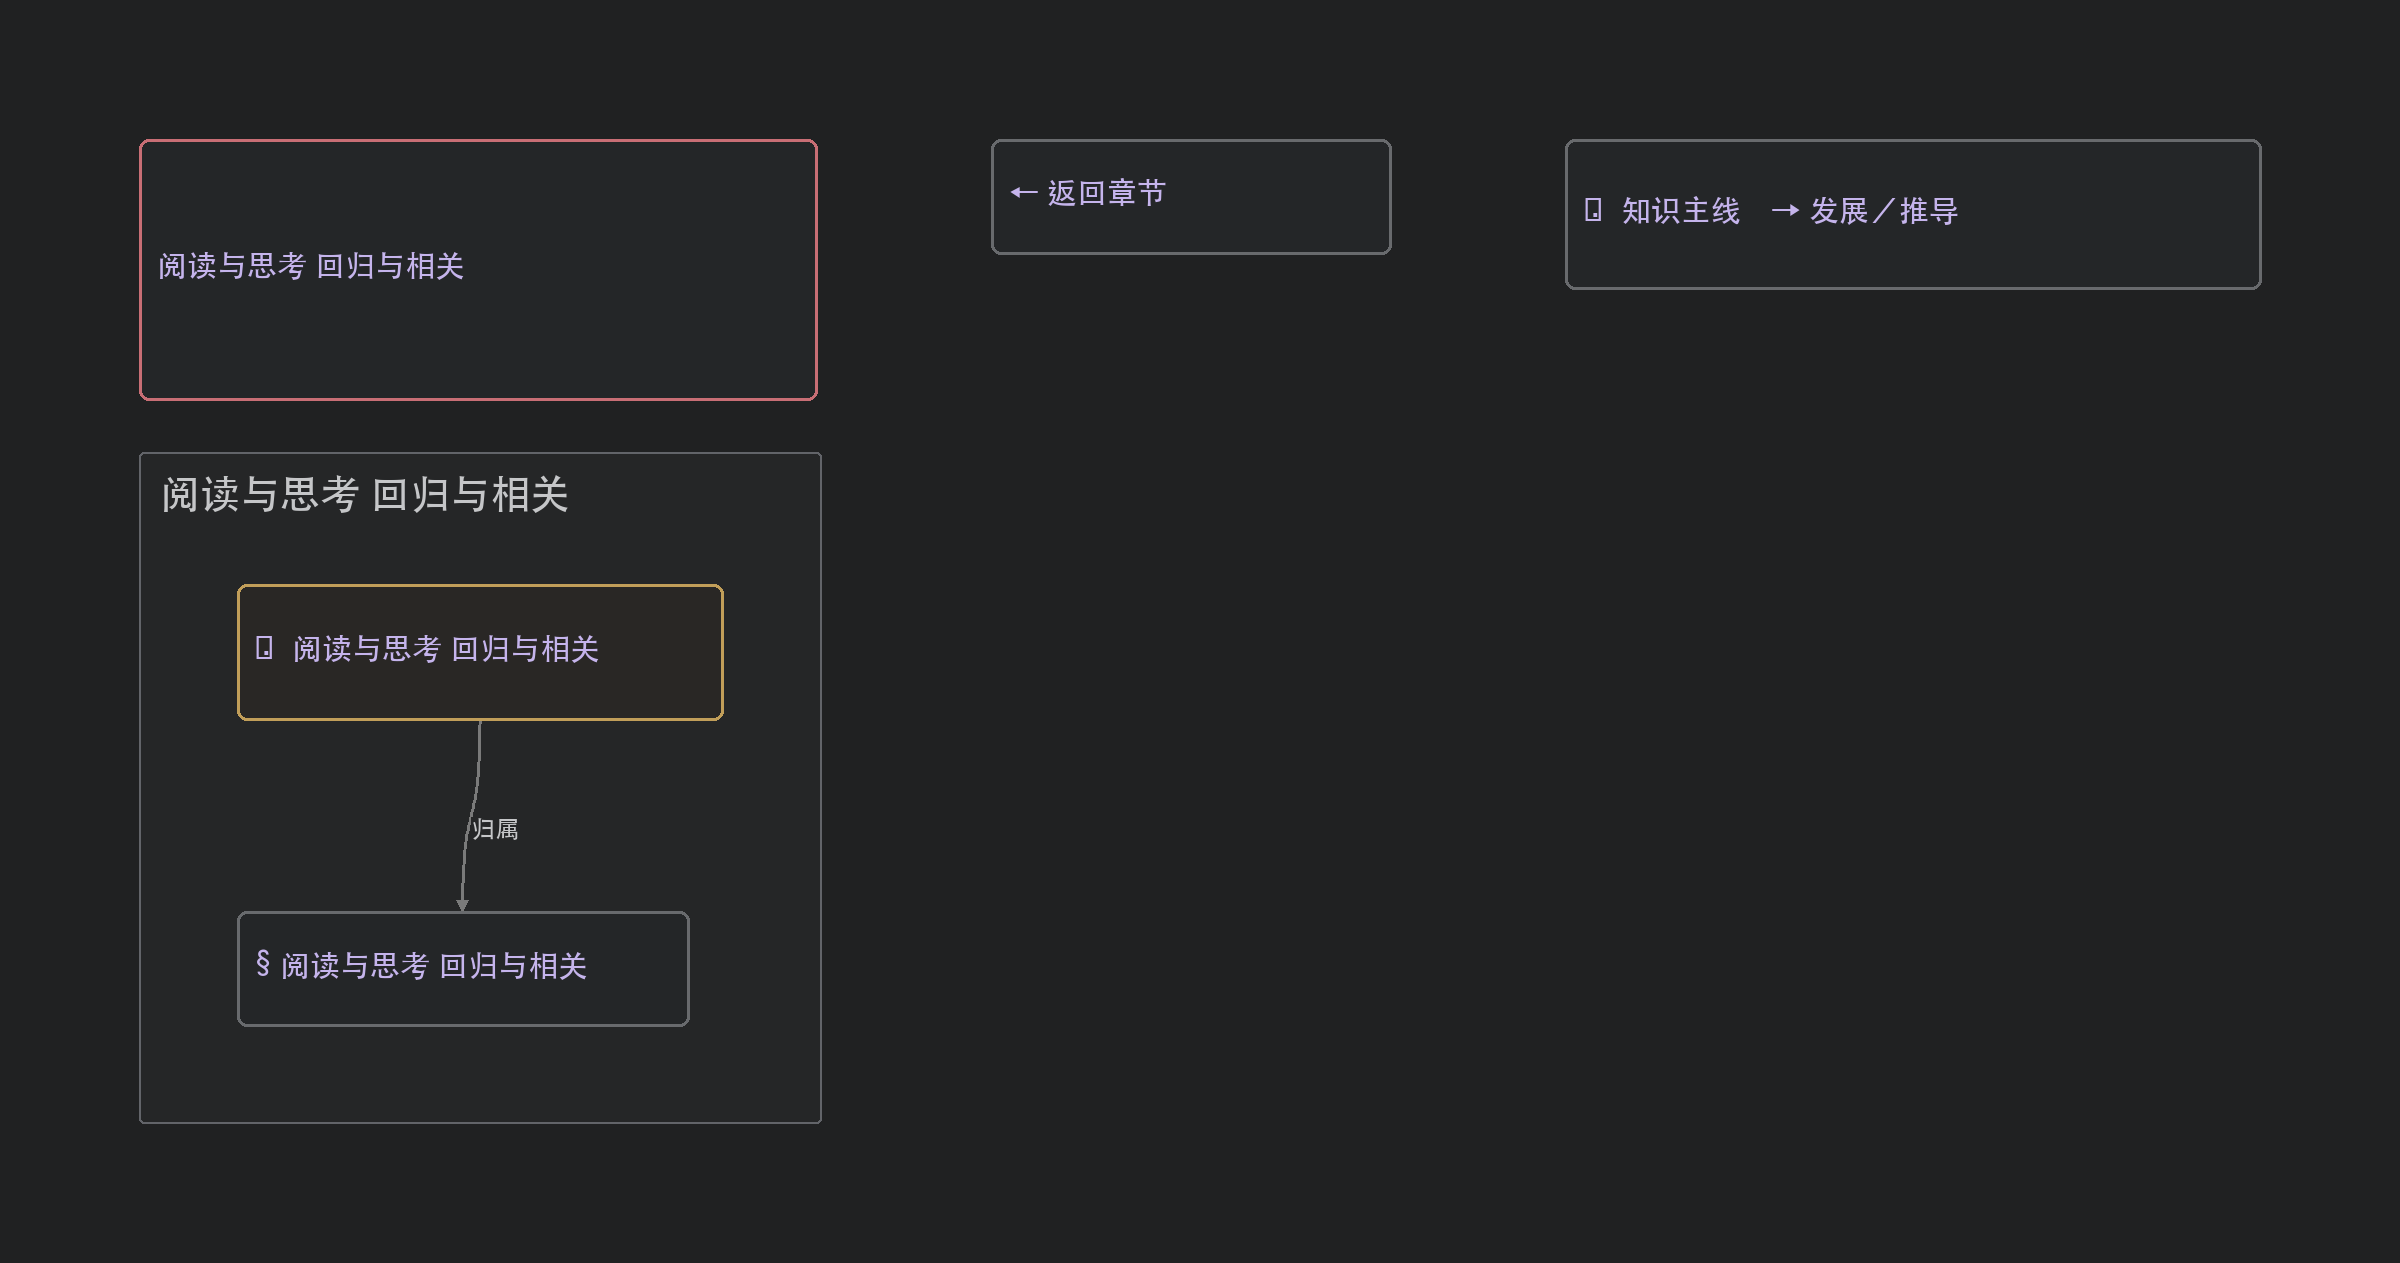 阅读与思考 回归与相关
← 返回章节
知识主线 → 发展／推导
阅读与思考 回归与相关
阅读与思考 回归与相关
归属
§ 阅读与思考 回归与相关